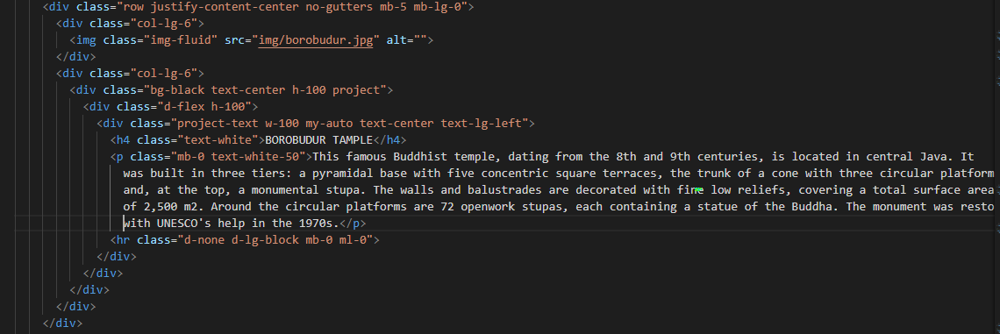 <div class="row justify-content-center no-gutters mb-5 mb-lg-0">
<div class="col-lg-6">
<img class="img-fluid" src="img/borobudur.jpg" alt="">
</div>
<div class="col-lg-6">
<div class="bg-black text-center h-100 project">
<div class="d-flex h-100">
<div class="project-text w-100 my-auto text-center text-lg-left">
<h4 class="text-white">BOROBUDUR TAMPLE</h4>
<p class="mb-0 text-white-50">This famous Buddhist temple, dating from the 8th and 9th centuries, is located in central Java. It
was built in three tiers: a pyramidal base with five concentric square terraces, the trunk of a cone with three circular platform
and, at the top, a monumental stupa. The walls and balustrades are decorated with fine low reliefs, covering a total surface area
of 2,500 m2. Around the circular platforms are 72 openwork stupas, each containing a statue of the Buddha. The monument was resto
with UNESCO's help in the 1970s.</p>
<hr class="d-none d-lg-block mb-0 ml-0">
</div>
</div>
</div>
</div>
</div>